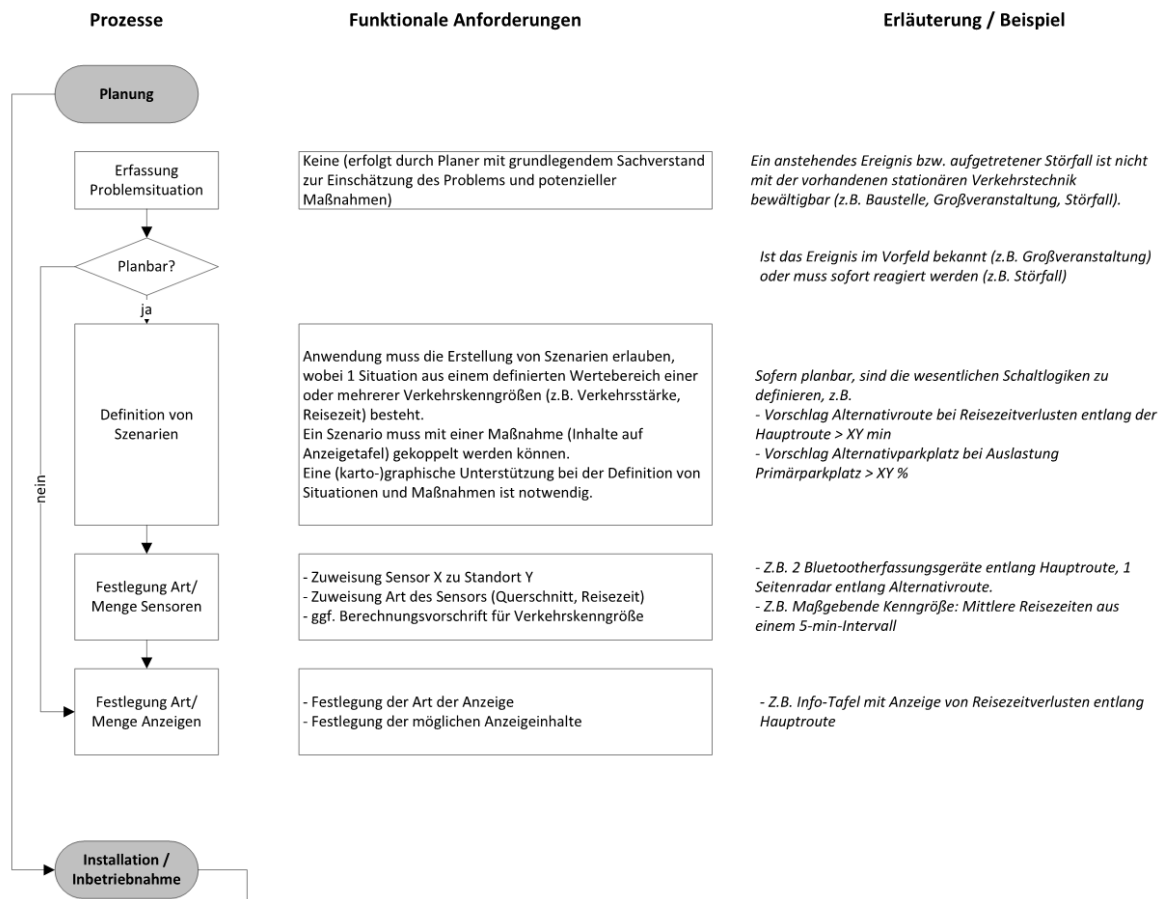 Prozesse
Funktionale Anforderungen
Erläuterung / Beispiel
Planung
Erfassung
Problemsituation
Keine (erfolgt durch Planer mit grundlegendem Sachverstand
zur Einschätzung des Problems und potenzieller
Maßnahmen)
Ein anstehendes Ereignis bzw. aufgetretener Störfall ist nicht
mit der vorhandenen stationären Verkehrstechnik
bewältigbar (z.B. Baustelle, Großveranstaltung, Störfall).
Planbar?
Ist das Ereignis im Vorfeld bekannt (z.B. Großveranstaltung)
oder muss sofort reagiert werden (z.B. Störfall)
ja
nein
Definition von
Szenarien
Anwendung muss die Erstellung von Szenarien erlauben,
wobei 1 Situation aus einem definierten Wertebereich einer
oder mehrerer Verkehrskenngrößen (z.B. Verkehrsstärke,
Reisezeit) besteht.
Ein Szenario muss mit einer Maßnahme (Inhalte auf
Anzeigetafel) gekoppelt werden können.
Eine (karto-)graphische Unterstützung bei der Definition von
Situationen und Maßnahmen ist notwendig.
Sofern planbar, sind die wesentlichen Schaltlogiken zu
definieren, z.B.
- Vorschlag Alternativroute bei Reisezeitverlusten entlang der
Hauptroute > XY min
- Vorschlag Alternativparkplatz bei Auslastung
Primärparkplatz > XY %
Festlegung Art/
Menge Sensoren
- Zuweisung Sensor X zu Standort Y
- Zuweisung Art des Sensors (Querschnitt, Reisezeit)
- ggf. Berechnungsvorschrift für Verkehrskenngröße
- Z.B. 2 Bluetootherfassungsgeräte entlang Hauptroute, 1
Seitenradar entlang Alternativroute.
- Z.B. Maßgebende Kenngröße: Mittlere Reisezeiten aus
einem 5-min-Intervall
Festlegung Art/
Menge Anzeigen
- Festlegung der Art der Anzeige
- Festlegung der möglichen Anzeigeinhalte
- Z.B. Info-Tafel mit Anzeige von Reisezeitverlusten entlang
Hauptroute
Installation /
Inbetriebnahme